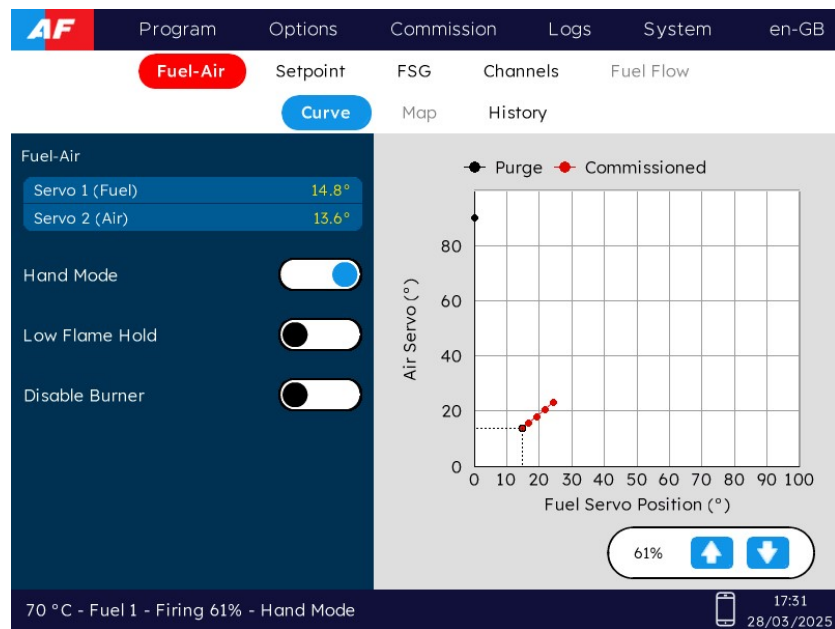 AF Program Options Commission Logs System en-GB
Fuel-Air Setpoint FSG Channels Fuel Flow
Curve Map History
Fuel-Air
Servo 1 (Fuel) 14.8°
Servo 2 (Air) 13.6°
Hand Mode
Low Flame Hold
Disable Burner
Purge Commissioned
Air Servo (°)
80
60
40
20
0
0 10 20 30 40 50 60 70 80 90 100
Fuel Servo Position (°)
61%
70 °C - Fuel 1 - Firing 61% - Hand Mode
17:31
28/03/2025